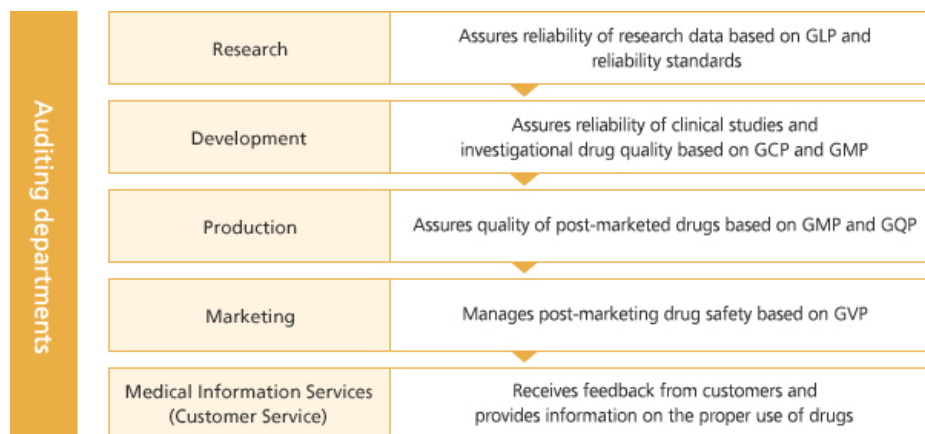 Auditing departments
Research
Assures reliability of research data based on GLP and
reliability standards
Development
Assures reliability of clinical studies and
investigational drug quality based on GCP and GMP
Production
Assures quality of post-marketed drugs based on GMP and GQP
Marketing
Manages post-marketing drug safety based on GVP
Medical Information Services
(Customer Service)
Receives feedback from customers and
provides information on the proper use of drugs